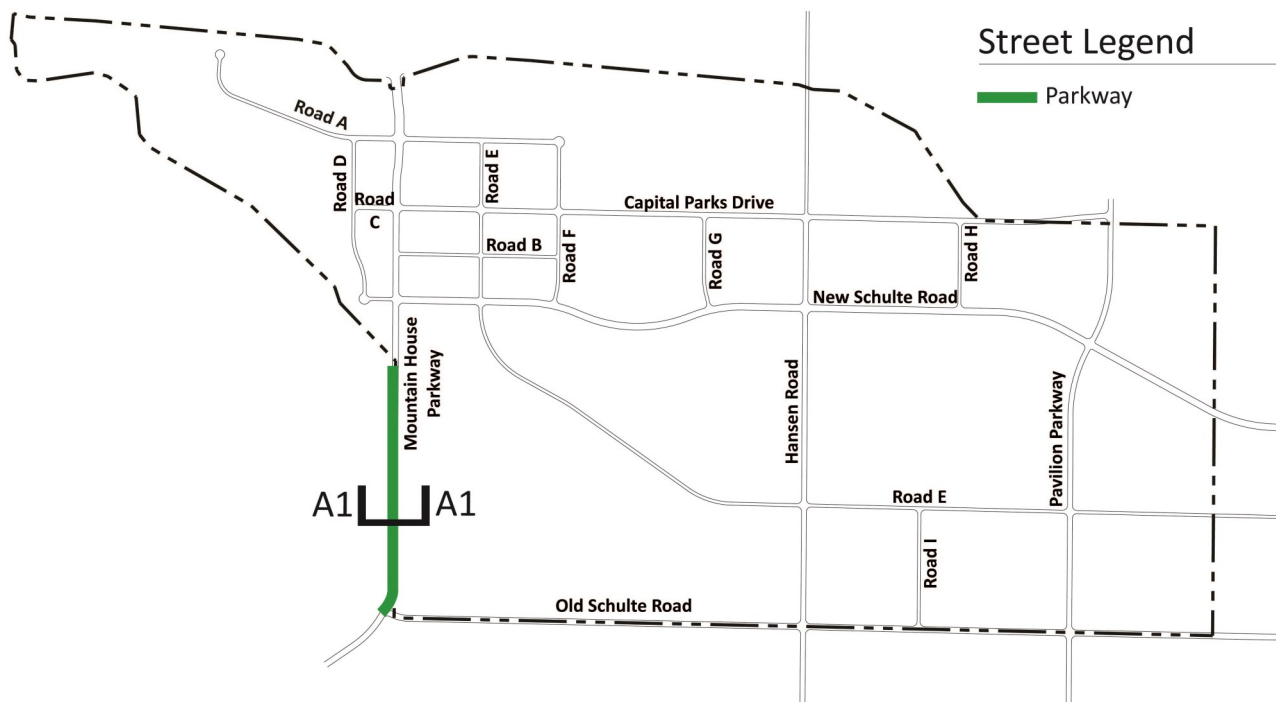 Street Legend
Parkway
Road A
Road D
Road E
Road
C
Capital Parks Drive
Road B
Road F
Road G
Road H
New Schulte Road
Mountain House
Parkway
Hansen Road
Pavilion Parkway
A1
A1
Road E
Road I
Old Schulte Road